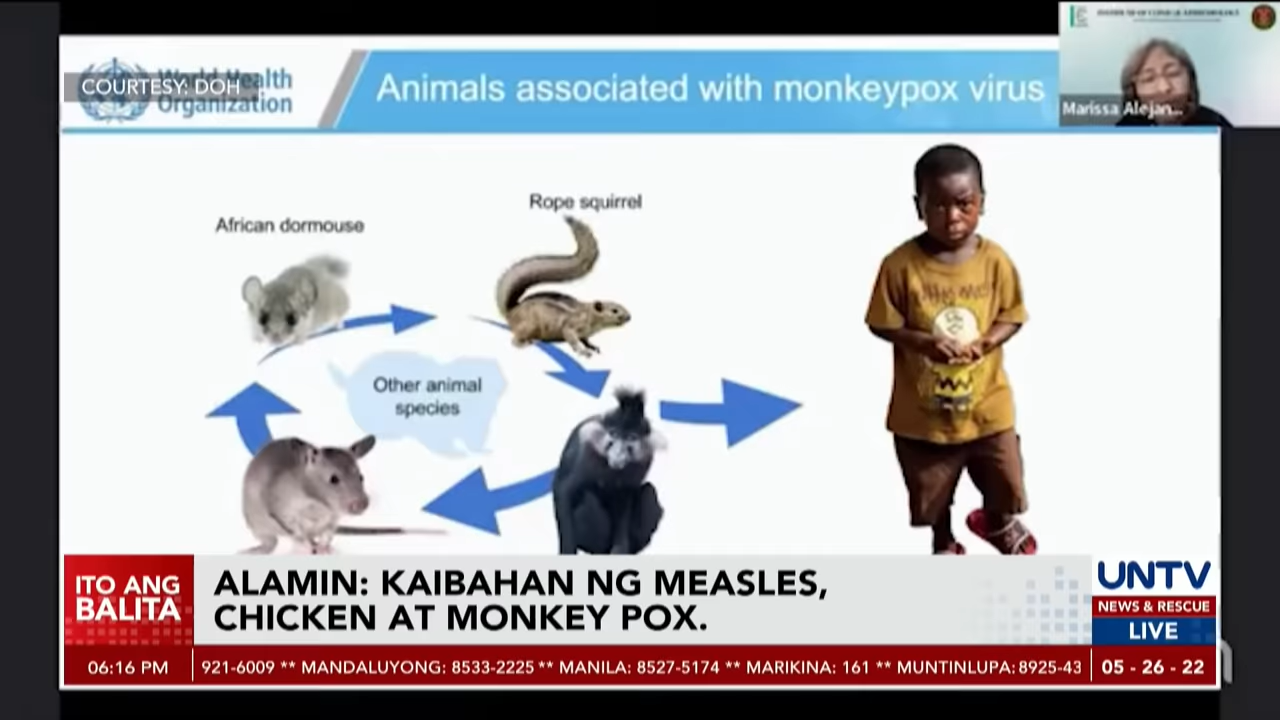 COURTESY: DOH
World Health
Organization
Animals associated with monkeypox virus
Marissa Alejan...
African dormouse
Rope squirrel
Other animal
species
ITO ANG
BALITA
ALAMIN: KAIBAHAN NG MEASLES,
CHICKEN AT MONKEY POX.
UNTV
NEWS & RESCUE
LIVE
06:16 PM
921-6009 ** MANDALUYONG: 8533-2225 ** MANILA: 8527-5174 ** MARIKINA: 161 ** MUNTINLUPA: 8925-43
05 - 26 - 22